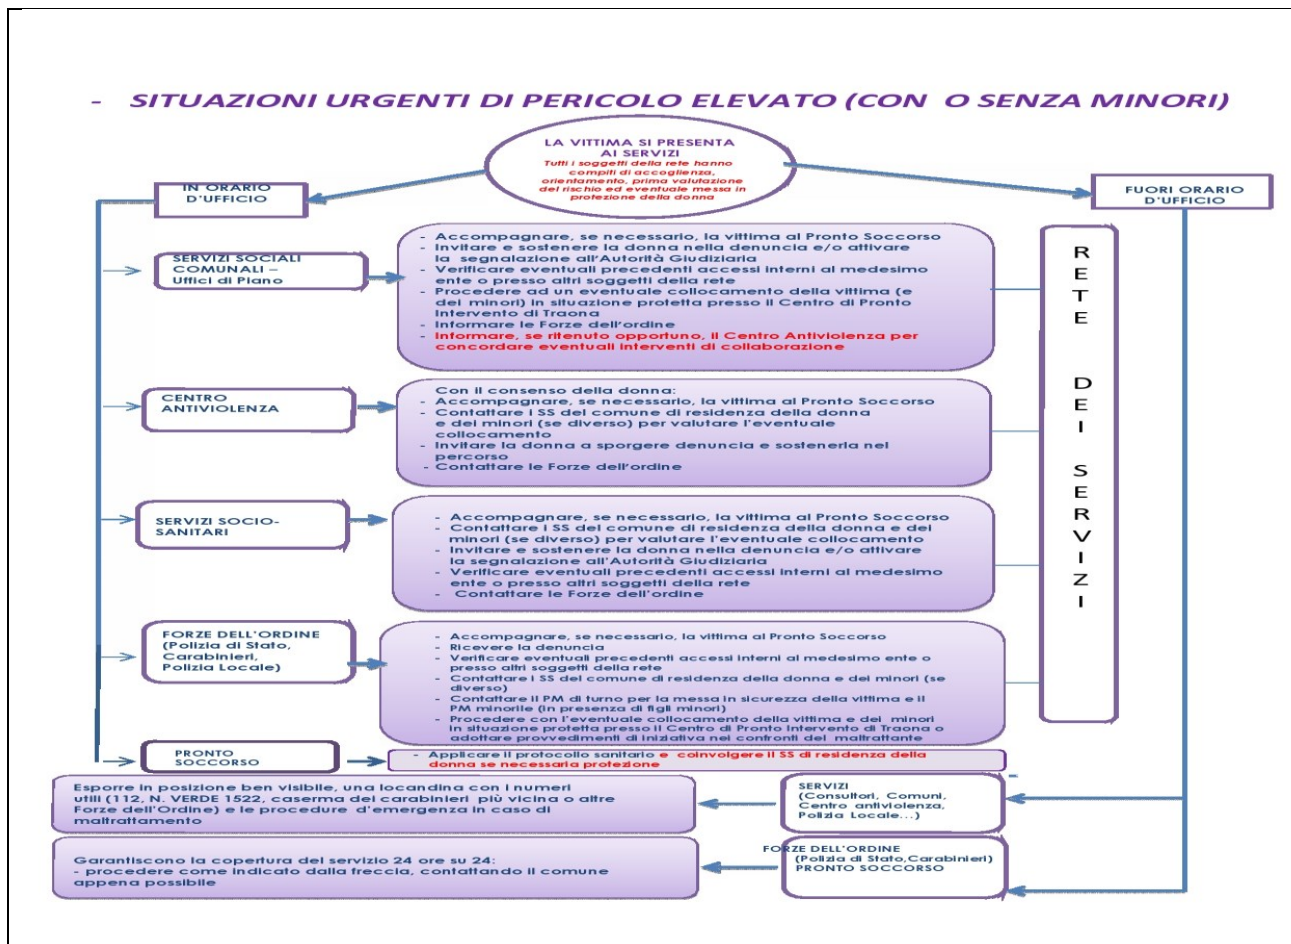 - SITUAZIONI URGENTI DI PERICOLO ELEVATO (CON O SENZA MINORI)
LA VITTIMA SI PRESENTA
AI SERVIZI
Tutti i soggetti della rete hanno
compiti di accoglienza,
orientamento, prima valutazione
del rischio ed eventuale messa in
protezione della donna
IN ORARIO
D'UFFICIO
FUORI ORARIO
D'UFFICIO
SERVIZI SOCIALI
COMUNALI –
Uffici di Piano
- Accompagnare, se necessario, la vittima al Pronto Soccorso
- Invitare e sostenere la donna nella denuncia e/o attivare
la segnalazione all'Autorità Giudiziaria
- Verificare eventuali precedenti accessi interni al medesimo
ente o presso altri soggetti della rete
- Procedere ad un eventuale collocamento della vittima (e
dei minori) in situazione protetta presso il Centro di Pronto
Intervento di Traona
- Informare le Forze dell'ordine
- Informare, se ritenuto opportuno, il Centro Antiviolenza per
concordare eventuali interventi di collaborazione
RETE DEI SERVIZI
CENTRO
ANTIVIOLENZA
Con il consenso della donna:
- Accompagnare, se necessario, la vittima al Pronto Soccorso
- Contattare i SS del comune di residenza della donna
e dei minori (se diverso) per valutare l'eventuale
collocamento
- Invitare la donna a sporgere denuncia e sostenerla nel
percorso
- Contattare le Forze dell'ordine
SERVIZI SOCIO-
SANITARI
- Accompagnare, se necessario, la vittima al Pronto Soccorso
- Contattare i SS del comune di residenza della donna e dei
minori (se diverso) per valutare l'eventuale collocamento
- Invitare e sostenere la donna nella denuncia e/o attivare
la segnalazione all'Autorità Giudiziaria
- Verificare eventuali precedenti accessi interni al medesimo
ente o presso altri soggetti della rete
- Contattare le Forze dell'ordine
FORZE DELL'ORDINE
(Polizia di Stato,
Carabinieri,
Polizia Locale)
- Accompagnare, se necessario, la vittima al Pronto Soccorso
- Ricevere la denuncia
- Verificare eventuali precedenti accessi interni al medesimo ente o
presso altri soggetti della rete
- Contattare i SS del comune di residenza della donna e dei minori (se
diverso)
- Contattare il PM di turno per la messa in sicurezza della vittima e il
PM minorile (in presenza di figli minori)
- Procedere con l'eventuale collocamento della vittima e dei minori
in situazione protetta presso il Centro di Pronto Intervento di Traona o
adottare provvedimenti di iniziativa nei confronti del maltrattante
PRONTO
SOCCORSO
- Applicare il protocollo sanitario e coinvolgere il SS di residenza della
donna se necessaria protezione
Esporre in posizione ben visibile, una locandina con i numeri
utili (112, N. VERDE 1522, caserma dei carabinieri più vicina o altre
Forze dell'Ordine) e le procedure d'emergenza in caso di
maltrattamento
SERVIZI
(Consultori, Comuni,
Centro antiviolenza,
Polizia Locale...)
Garantiscono la copertura del servizio 24 ore su 24:
- procedere come indicato dalla freccia, contattando il comune
appena possibile
FORZE DELL'ORDINE
(Polizia di Stato,Carabinieri)
PRONTO SOCCORSO